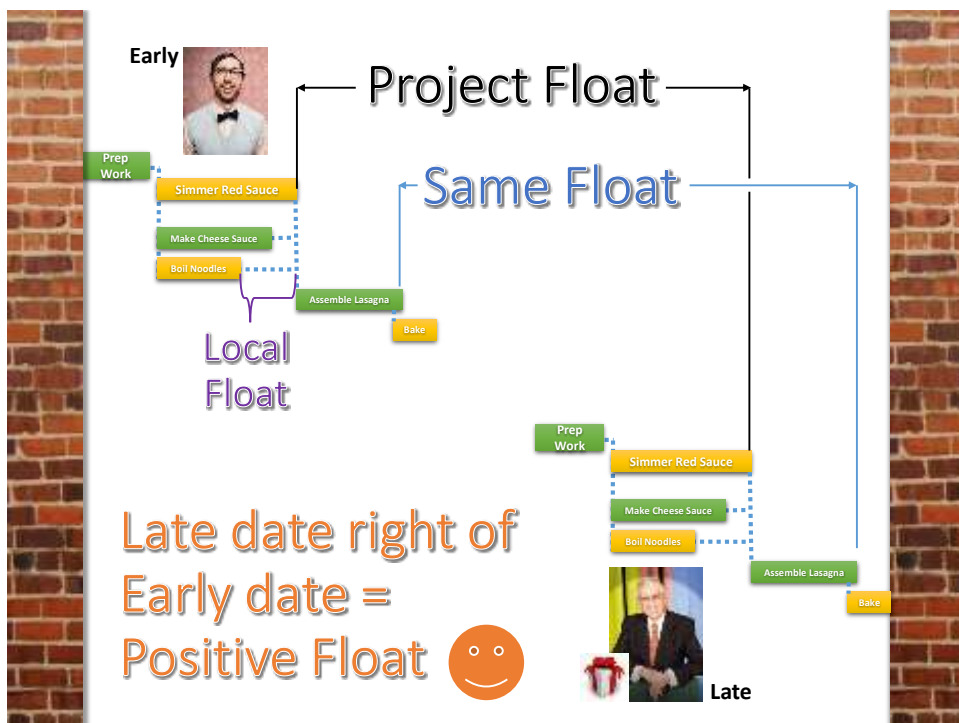 Early
Project Float
Prep
Work
Simmer Red Sauce
Same Float
Make Cheese Sauce
Boil Noodles
Assemble Lasagna
Bake
Local
Float
Prep
Work
Simmer Red Sauce
Make Cheese Sauce
Boil Noodles
Assemble Lasagna
Bake
Late date right of
Early date =
Positive Float
Late